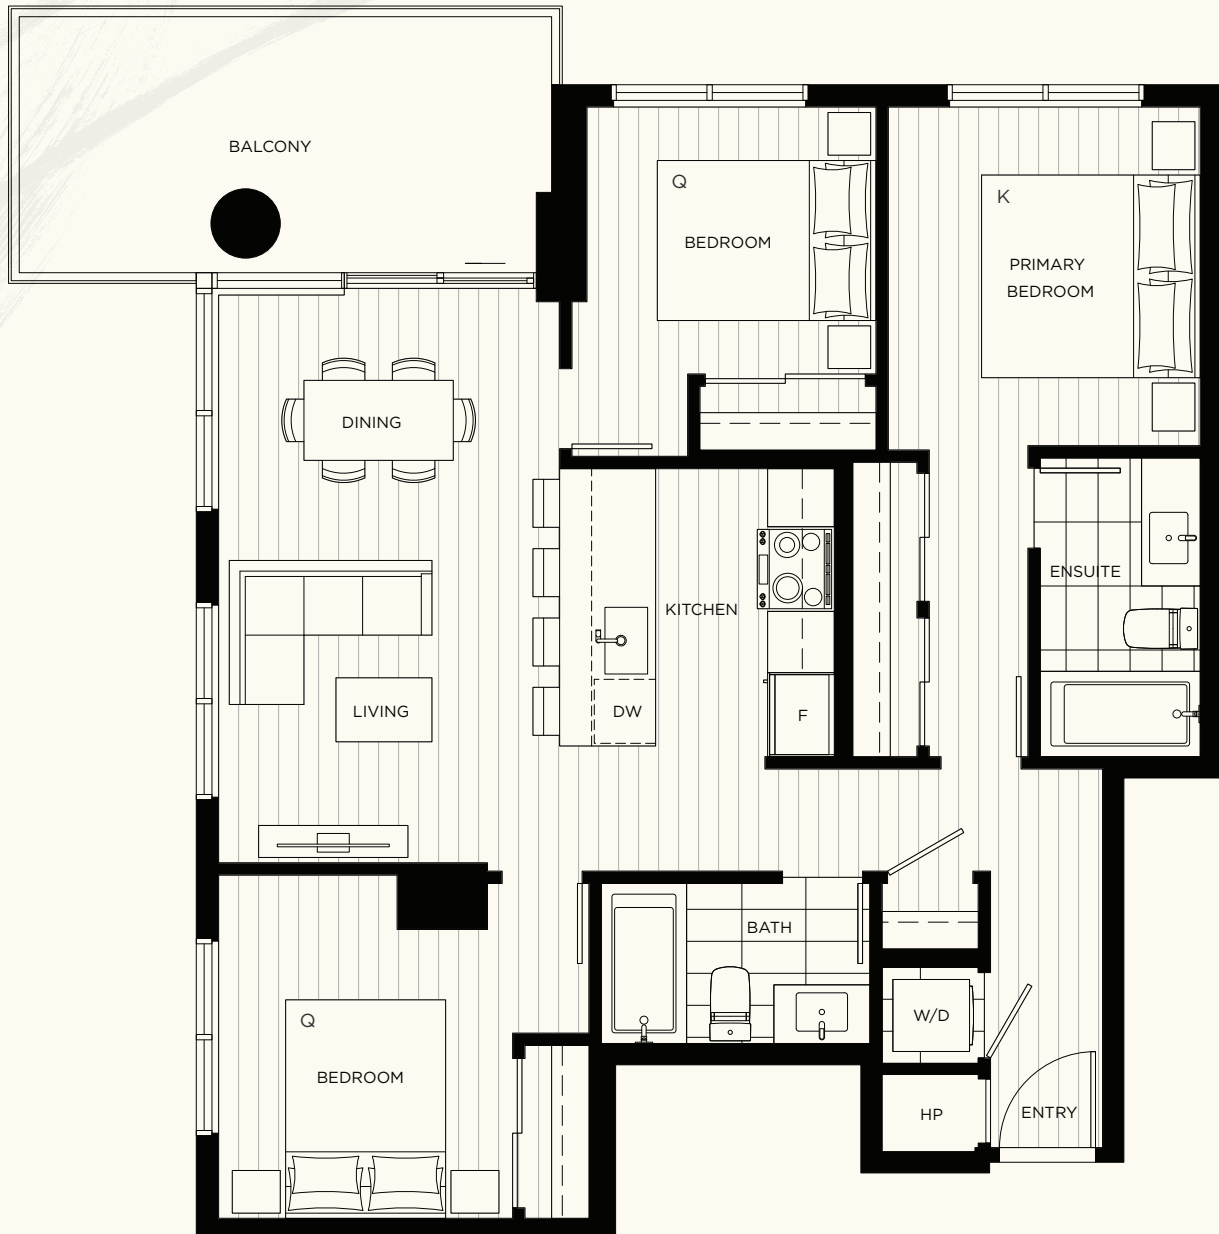 BALCONY
Q
BEDROOM
K
PRIMARY
BEDROOM
DINING
KITCHEN
ENSUITE
LIVING
DW
F
BATH
W/D
Q
BEDROOM
HP
ENTRY